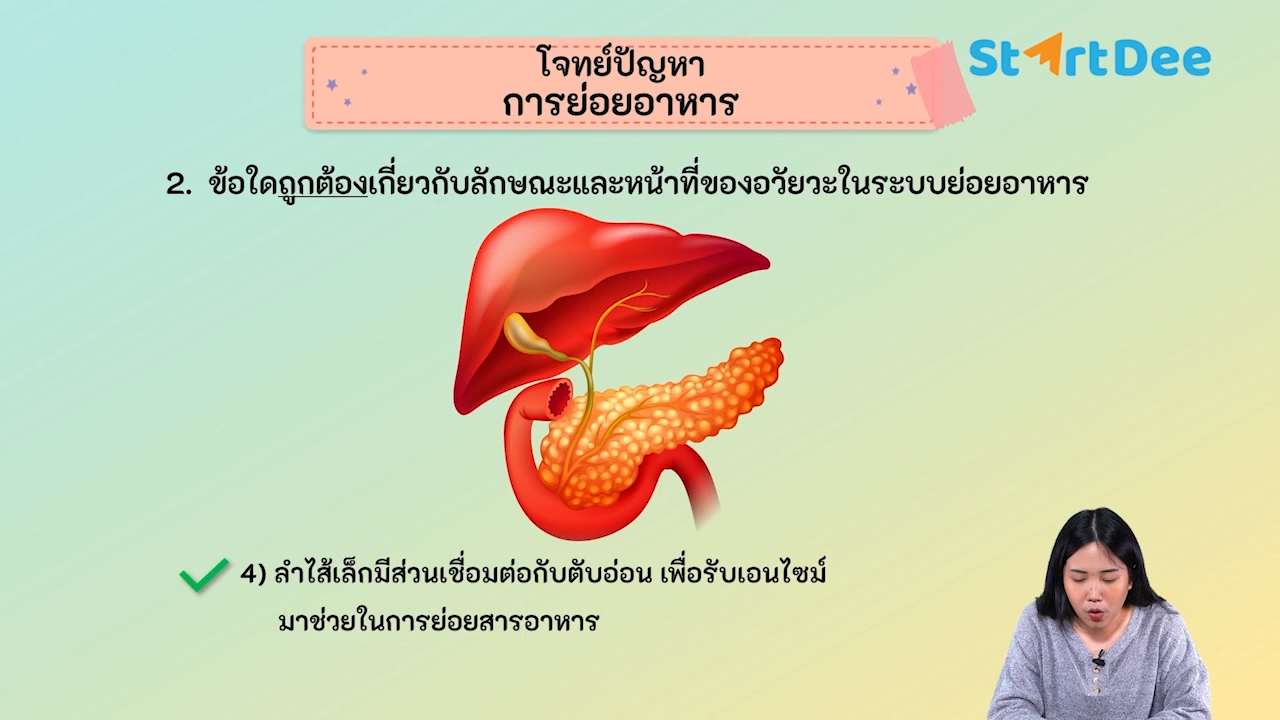 โจทย์ปัญหา
การย่อยอาหาร
StartDee
2. ข้อใดถูกต้องเกี่ยวกับลักษณะและหน้าที่ของอวัยวะในระบบย่อยอาหาร
4) ลำไส้เล็กมีส่วนเชื่อมต่อกับตับอ่อน เพื่อรับเอนไซม์
มาช่วยในการย่อยสารอาหาร